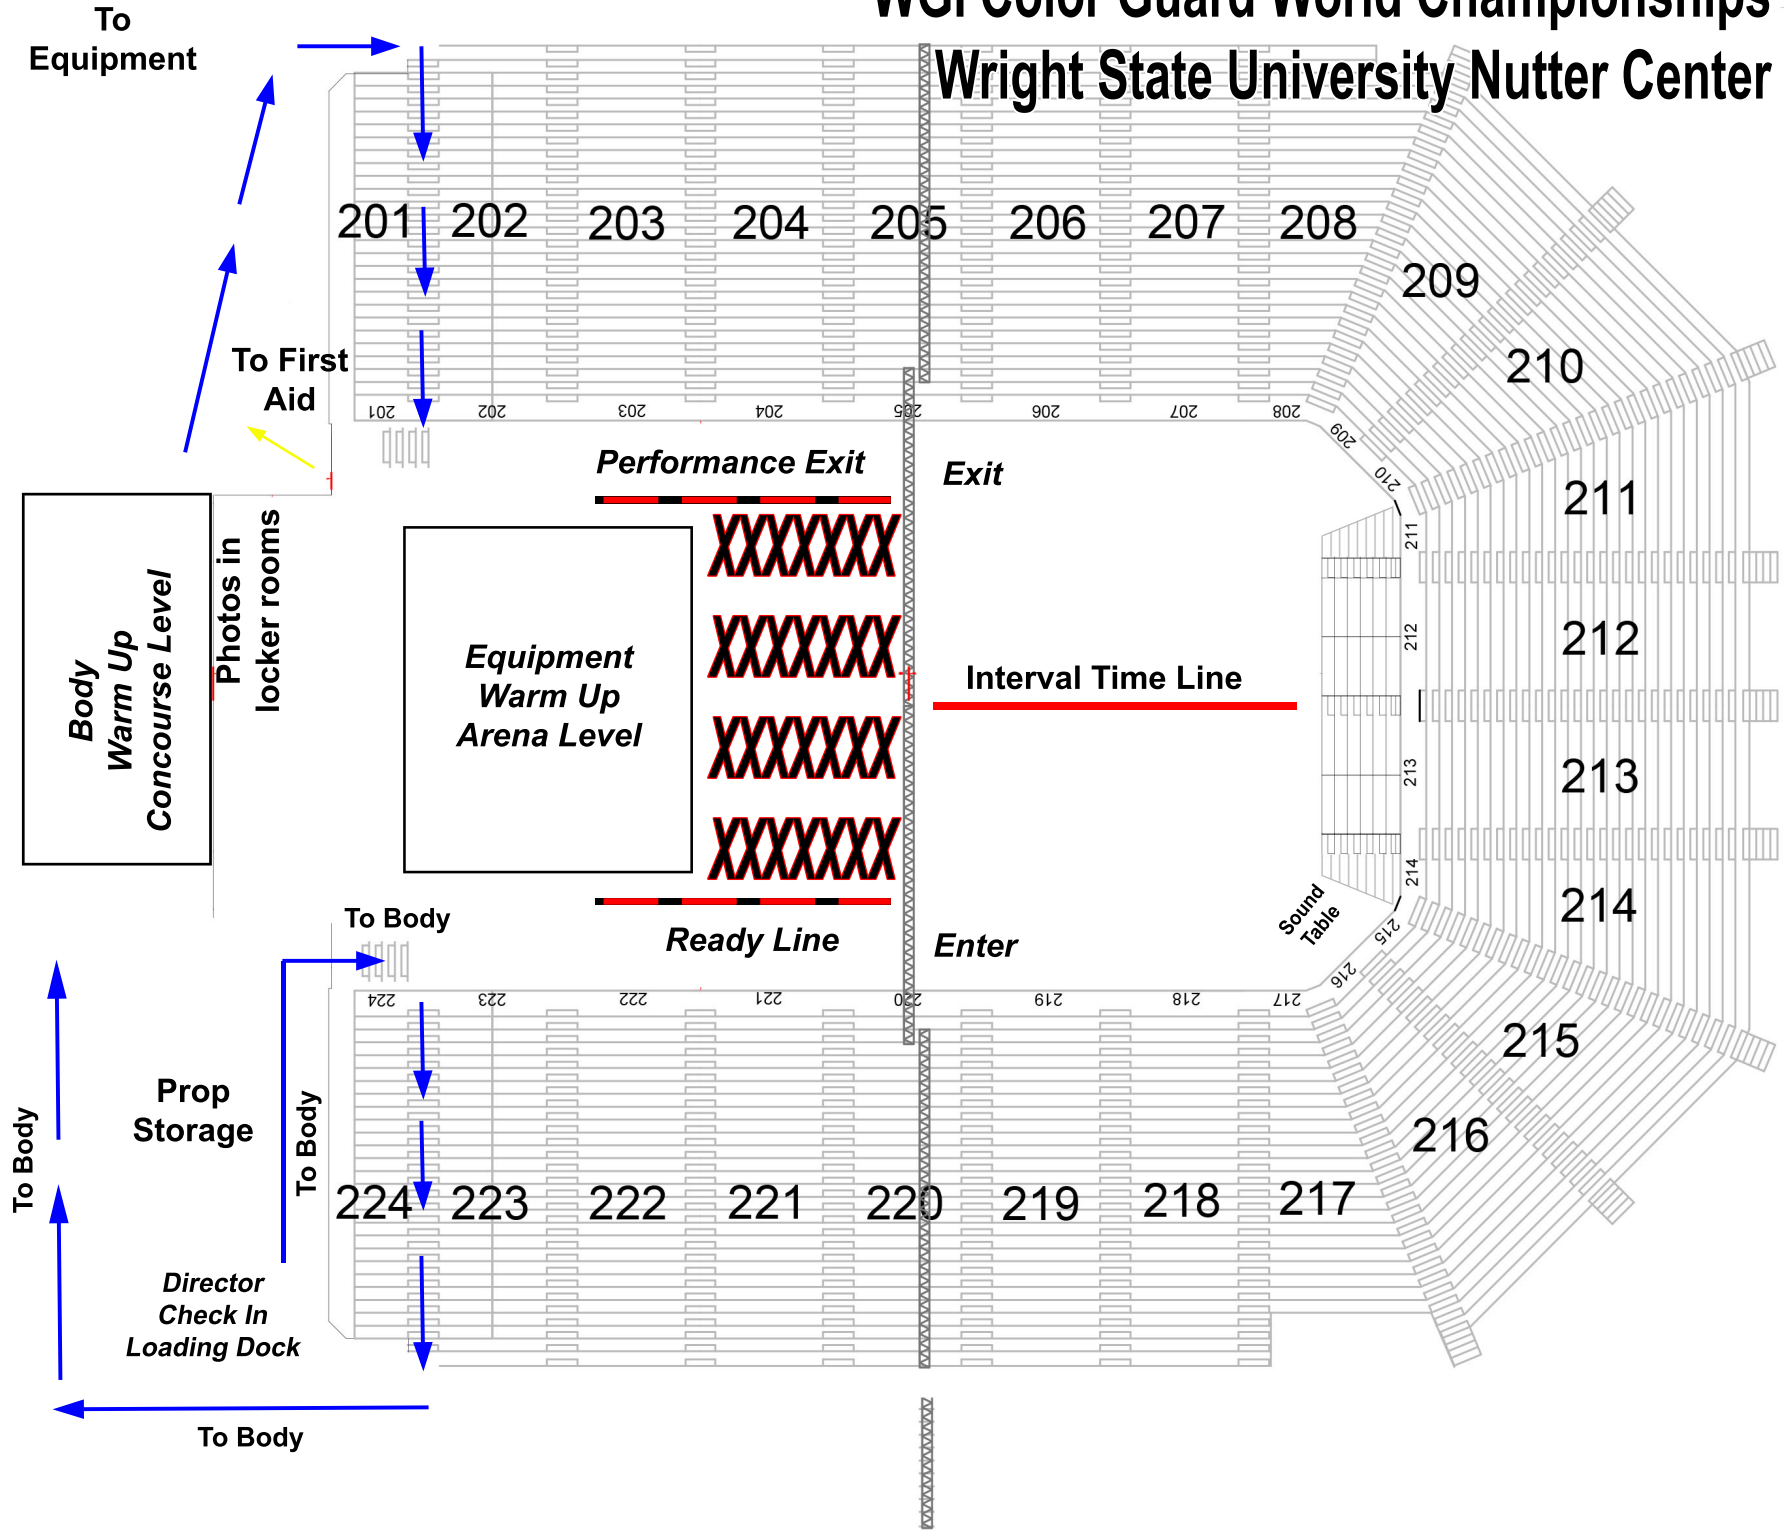 WGI Color Guard World Championships
Wright State University Nutter Center
To
Equipment
201 202 203 204 205 206 207 208
209
210
To First
Aid
201 202 203 204 205 206 207 208
209
210
Performance Exit
Exit
211
211
Photos in
locker rooms
Body
Warm Up
Concourse Level
Equipment
Warm Up
Arena Level
XXXXXXX
XXXXXXX
XXXXXXX
XXXXXXX
212
212
Interval Time Line
213
213
214
214
Sound
Table
To Body
Ready Line
Enter
215
216
224 223 222 221 220 219 218 217
215
216
Prop
Storage
To Body
To Body
224 223 222 221 220 219 218 217
Director
Check In
Loading Dock
To Body